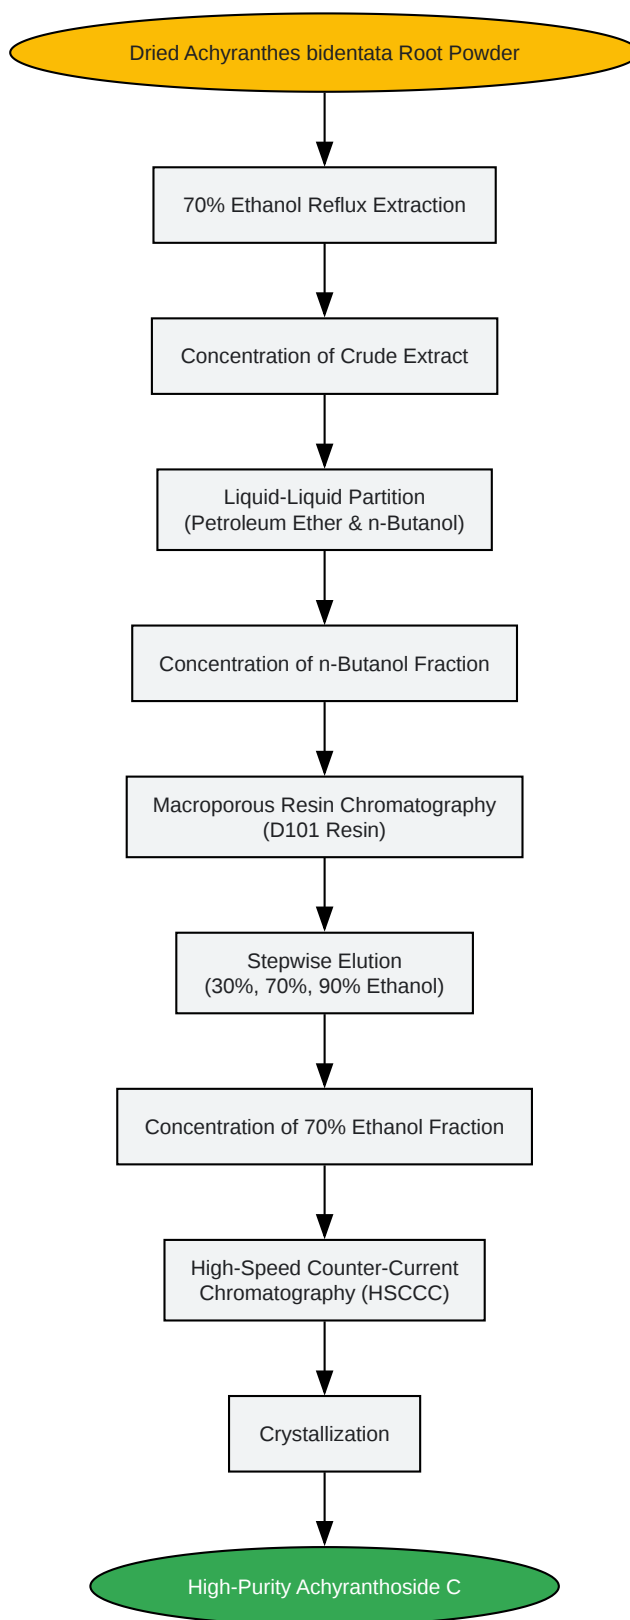 Dried Achyranthes bidentata Root Powder
70% Ethanol Reflux Extraction
Concentration of Crude Extract
Liquid-Liquid Partition
(Petroleum Ether & n-Butanol)
Concentration of n-Butanol Fraction
Macroporous Resin Chromatography
(D101 Resin)
Stepwise Elution
(30%, 70%, 90% Ethanol)
Concentration of 70% Ethanol Fraction
High-Speed Counter-Current
Chromatography (HSCCC)
Crystallization
High-Purity Achyranthoside C